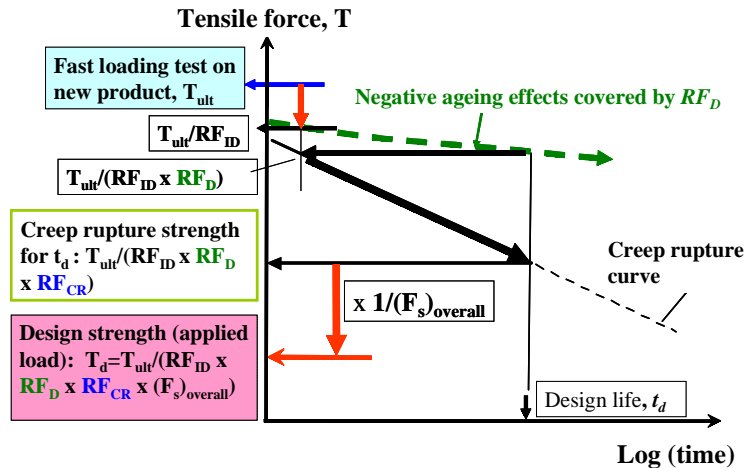 Tensile force, T
Fast loading test on
new product, Tult
Negative ageing effects covered by RFD
Tult/RFID
Tult/(RFID x RFD)
Creep rupture strength
for td : Tult/(RFID x RFD
x RFCR)
Creep rupture
curve
x 1/(Fs)overall
Design strength (applied
load): Td=Tult/(RFID x
RFD x RFCR x (Fs)overall)
Design life, td
Log (time)